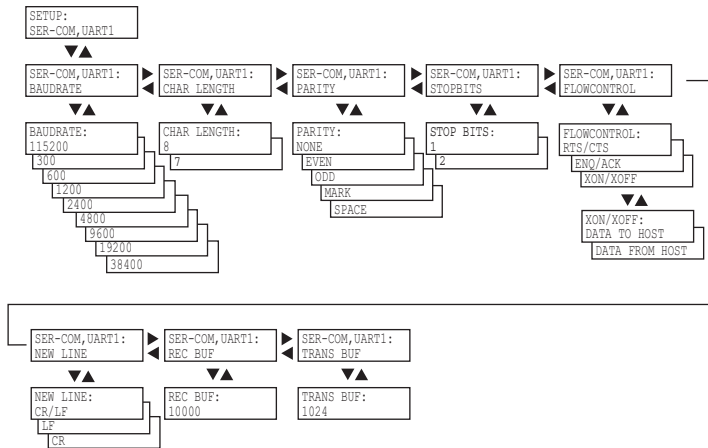 SETUP:
SER-COM,UART1
SER-COM,UART1:
BAUDRATE
SER-COM,UART1:
CHAR LENGTH
SER-COM,UART1:
PARITY
SER-COM,UART1:
STOPBITS
SER-COM,UART1:
FLOWCONTROL
BAUDRATE:
115200
300
600
1200
2400
4800
9600
19200
38400
CHAR LENGTH:
8
7
PARITY:
NONE
EVEN
ODD
MARK
SPACE
STOP BITS:
1
2
FLOWCONTROL:
RTS/CTS
ENQ/ACK
XON/XOFF
XON/XOFF:
DATA TO HOST
DATA FROM HOST
SER-COM,UART1:
NEW LINE
SER-COM,UART1:
REC BUF
SER-COM,UART1:
TRANS BUF
NEW LINE:
CR/LF
LF
CR
REC BUF:
10000
TRANS BUF:
1024